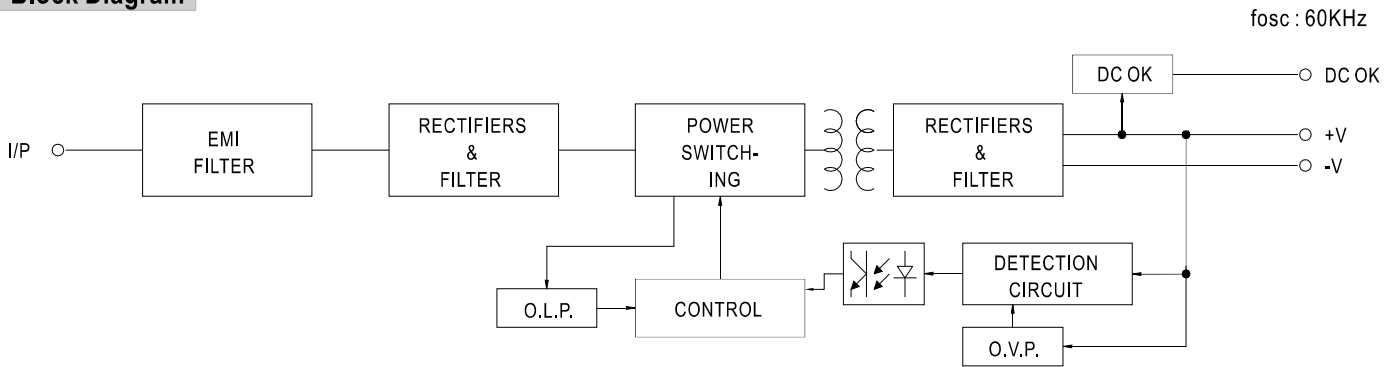 Block Diagram
fosc : 60KHz
DC OK
DC OK
I/P
EMI
FILTER
RECTIFIERS
&
FILTER
POWER
SWITCH-
ING
RECTIFIERS
&
FILTER
+V
-V
O.L.P.
CONTROL
DETECTION
CIRCUIT
O.V.P.